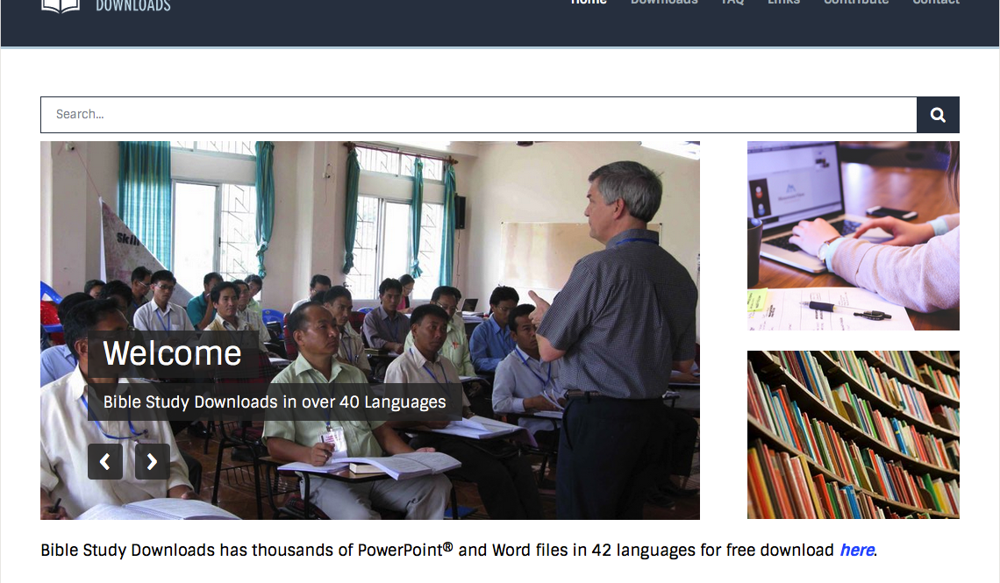 DOWNLOADS
Home Downloads FAQ Links Contribute Contact
Search...
Skil
Welcome
Bible Study Downloads in over 40 Languages
Bible Study Downloads has thousands of PowerPoint® and Word files in 42 languages for free download here.